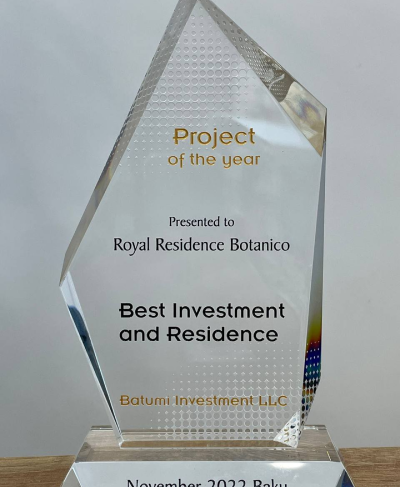 Project
of the year
Presented to
Royal Residence Botanico
Best Investment
and Residence
Batumi Investment LLC
November 2022 Baku